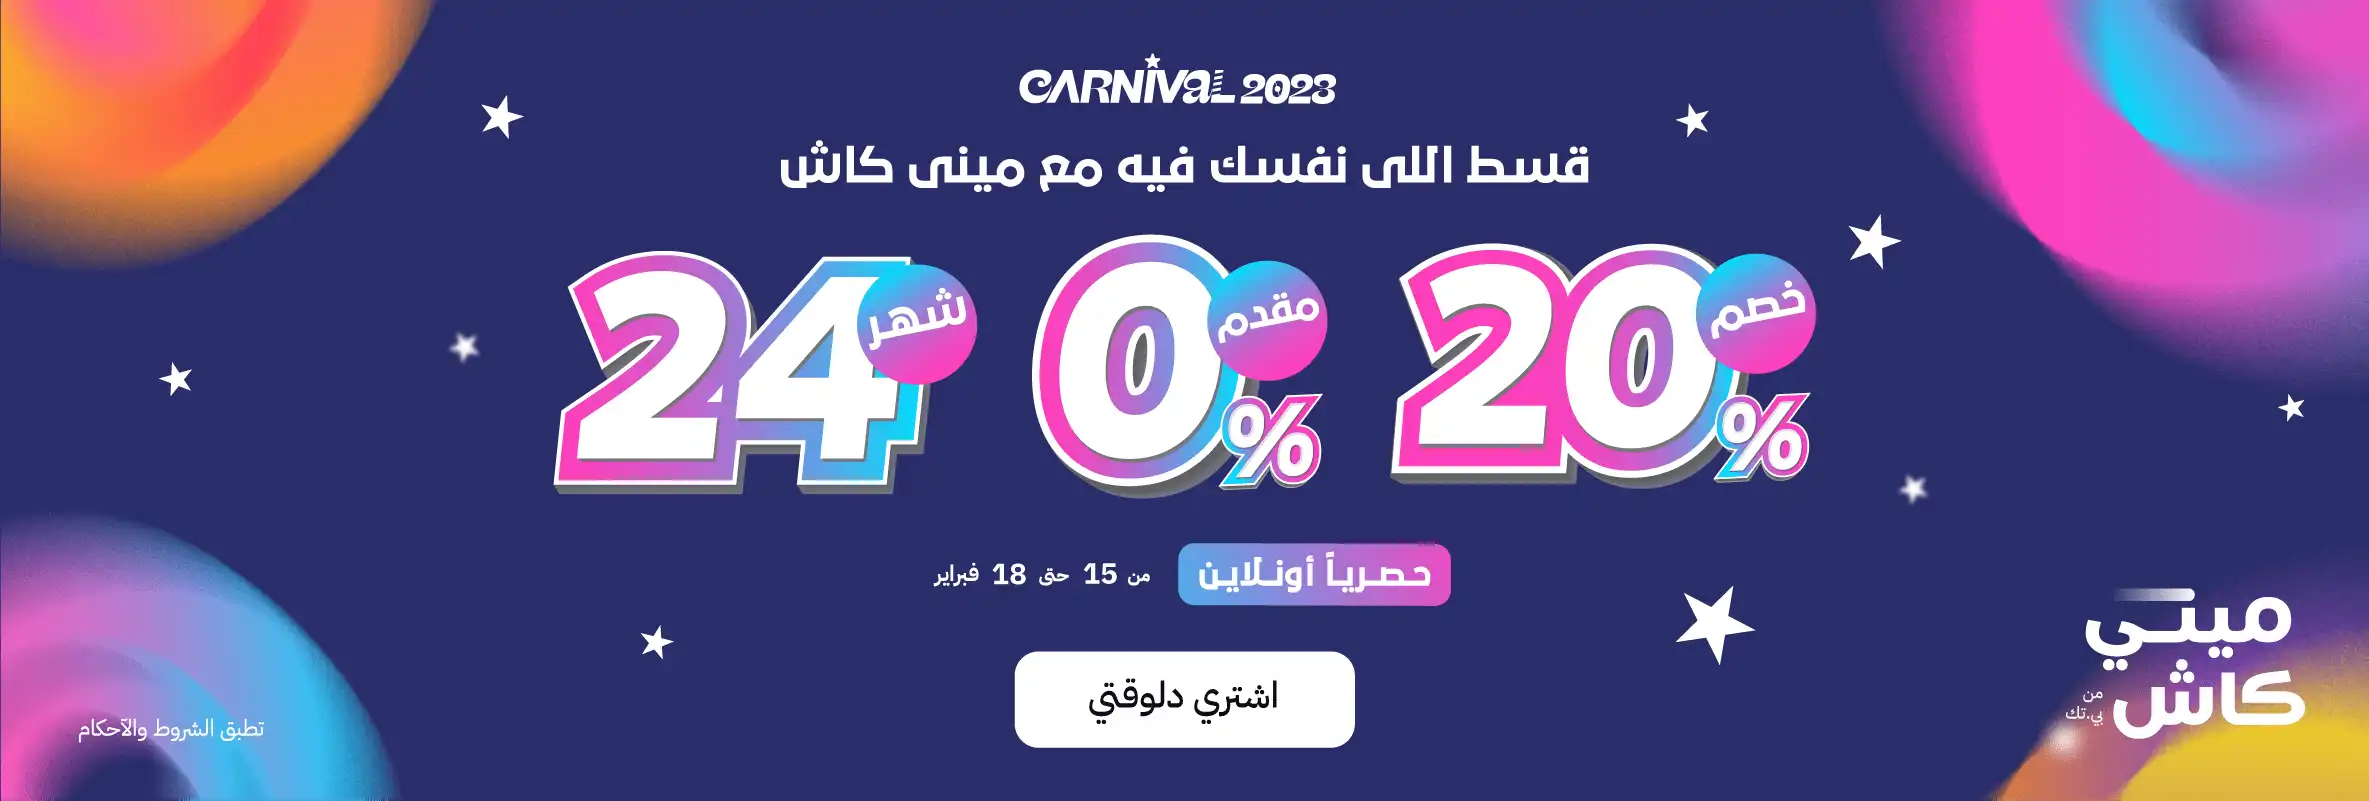 CARNIVAL 2023
قسط اللى نفسك فيه مع مينى كاش
خصم 20%
مقدم 0%
24 شهر
حصرياً أونلاين
من 15 حتى 18 فبراير
اشتري دلوقتي
ميني
كاش
من
بي.تك
تطبق الشروط والأحكام